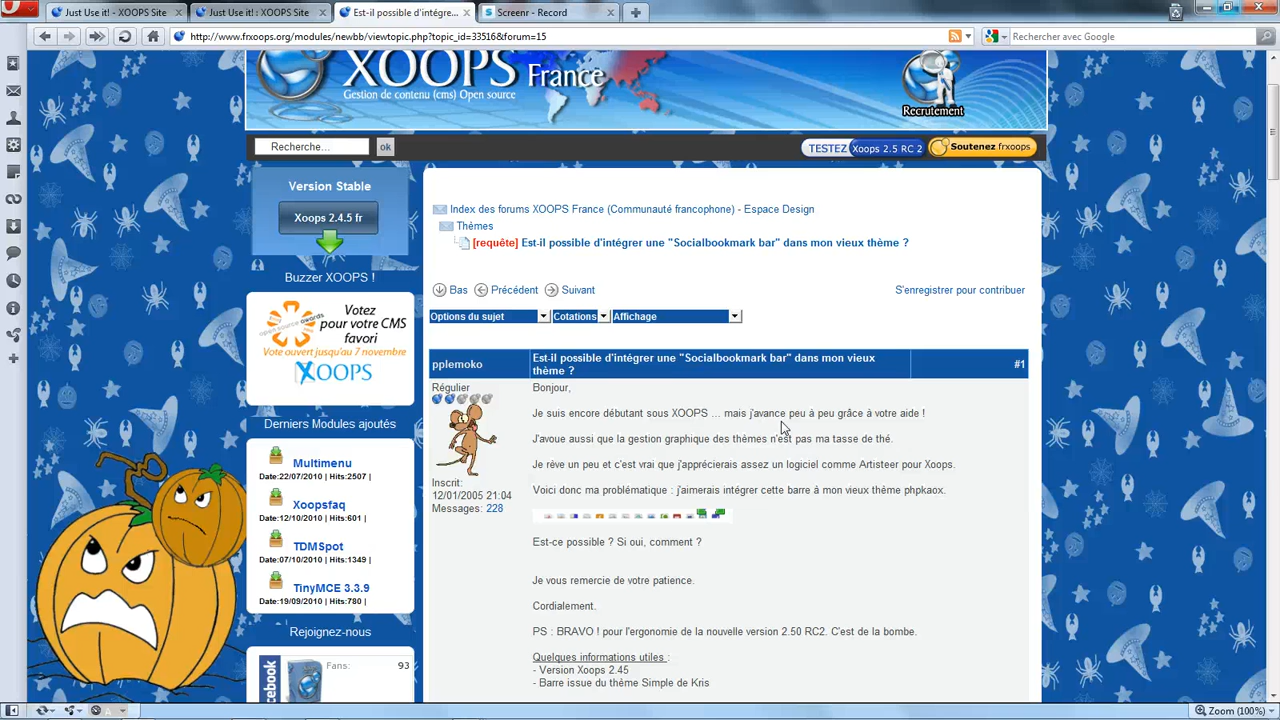 Just Use it! - XOOPS Site
Just Use it! : XOOPS Site
Est-il possible d'intégre...
Screenr - Record
http://www.frxoops.org/modules/newbb/viewtopic.php?topic_id=33516&forum=15
Rechercher avec Google
XOOPS France
Gestion de contenu (cms) Open source
Recrutement
Recherche...
ok
TESTEZ Xoops 2.5 RC 2
Soutenez frxoops
Version Stable
Xoops 2.4.5 fr
Buzzer XOOPS !
Votez
pour votre CMS
favori
Vote ouvert jusqu'au 7 novembre
XOOPS
Derniers Modules ajoutés
Multimenu
Date:22/07/2010 | Hits:2507 |
Xoopsfaq
Date:12/10/2010 | Hits:601 |
TDMSpot
Date:07/10/2010 | Hits:1349 |
TinyMCE 3.3.9
Date:19/09/2010 | Hits:780 |
Rejoignez-nous
facebook
Fans: 93
Index des forums XOOPS France (Communauté francophone) - Espace Design
Thèmes
[requête] Est-il possible d'intégrer une "Socialbookmark bar" dans mon vieux thème ?
Bas Précédent Suivant
S'enregistrer pour contribuer
Options du sujet
Cotations
Affichage
pplemoko
Est-il possible d'intégrer une "Socialbookmark bar" dans mon vieux
thème ?
#1
Régulier
Inscrit:
12/01/2005 21:04
Messages: 228
Bonjour,
Je suis encore débutant sous XOOPS ... mais j'avance peu à peu grâce à votre aide !
J'avoue aussi que la gestion graphique des thèmes n'est pas ma tasse de thé.
Je rêve un peu et c'est vrai que j'apprécierais assez un logiciel comme Artisteer pour Xoops.
Voici donc ma problématique : j'aimerais intégrer cette barre à mon vieux thème phpkaox.
Est-ce possible ? Si oui, comment ?
Je vous remercie de votre patience.
Cordialement.
PS : BRAVO ! pour l'ergonomie de la nouvelle version 2.50 RC2. C'est de la bombe.
Quelques informations utiles :
- Version Xoops 2.45
- Barre issue du thème Simple de Kris
Zoom (100%)